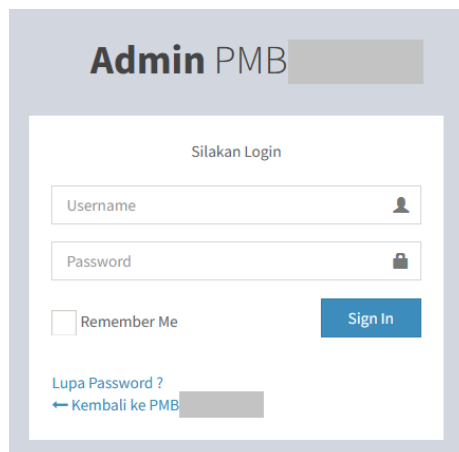 Admin PMB
Silakan Login
Username
Password
Remember Me
Sign In
Lupa Password ?
← Kembali ke PMB